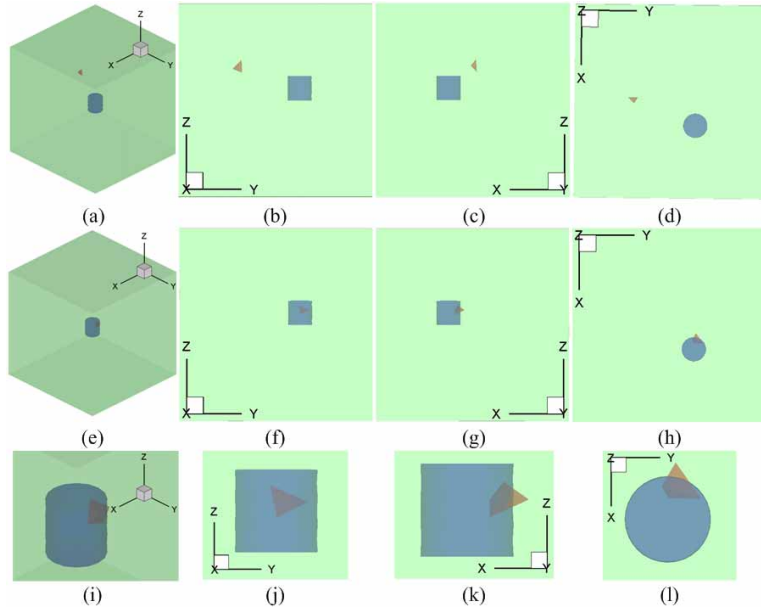 Z
X Y
Z
X Y
Z
X Y
Z Y
X
(a) (b) (c) (d)
Z
X Y
Z
X Y
Z
X Y
Z Y
X
(e) (f) (g) (h)
Z
X Y
Z
X Y
Z
X Y
Z Y
X
(i) (j) (k) (l)